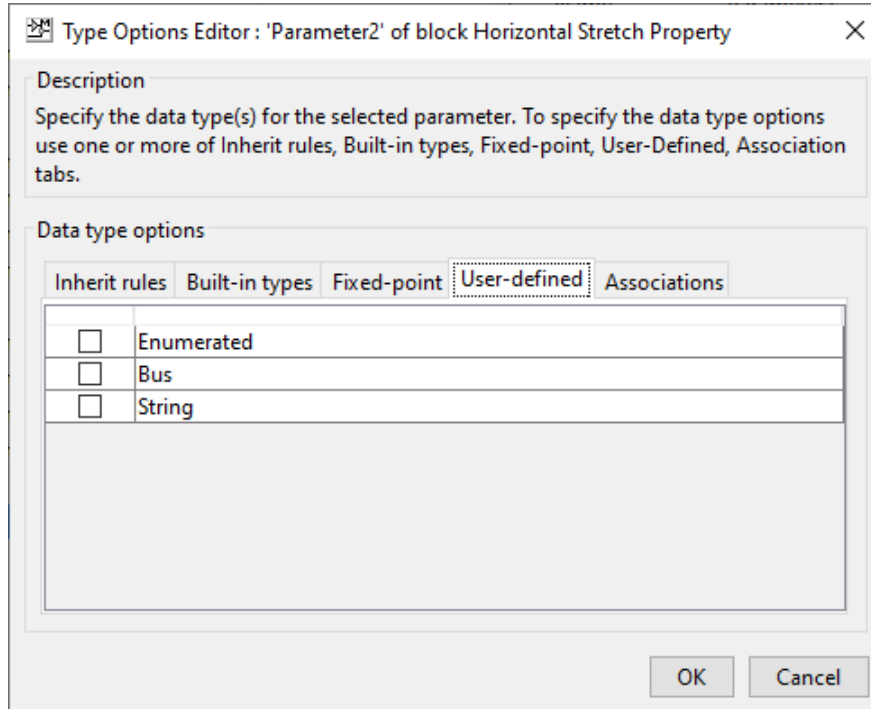 Type Options Editor : 'Parameter2' of block Horizontal Stretch Property
Description
Specify the data type(s) for the selected parameter. To specify the data type options
use one or more of Inherit rules, Built-in types, Fixed-point, User-Defined, Association
tabs.
Data type options
Inherit rules Built-in types Fixed-point User-defined Associations
Enumerated
Bus
String
OK Cancel